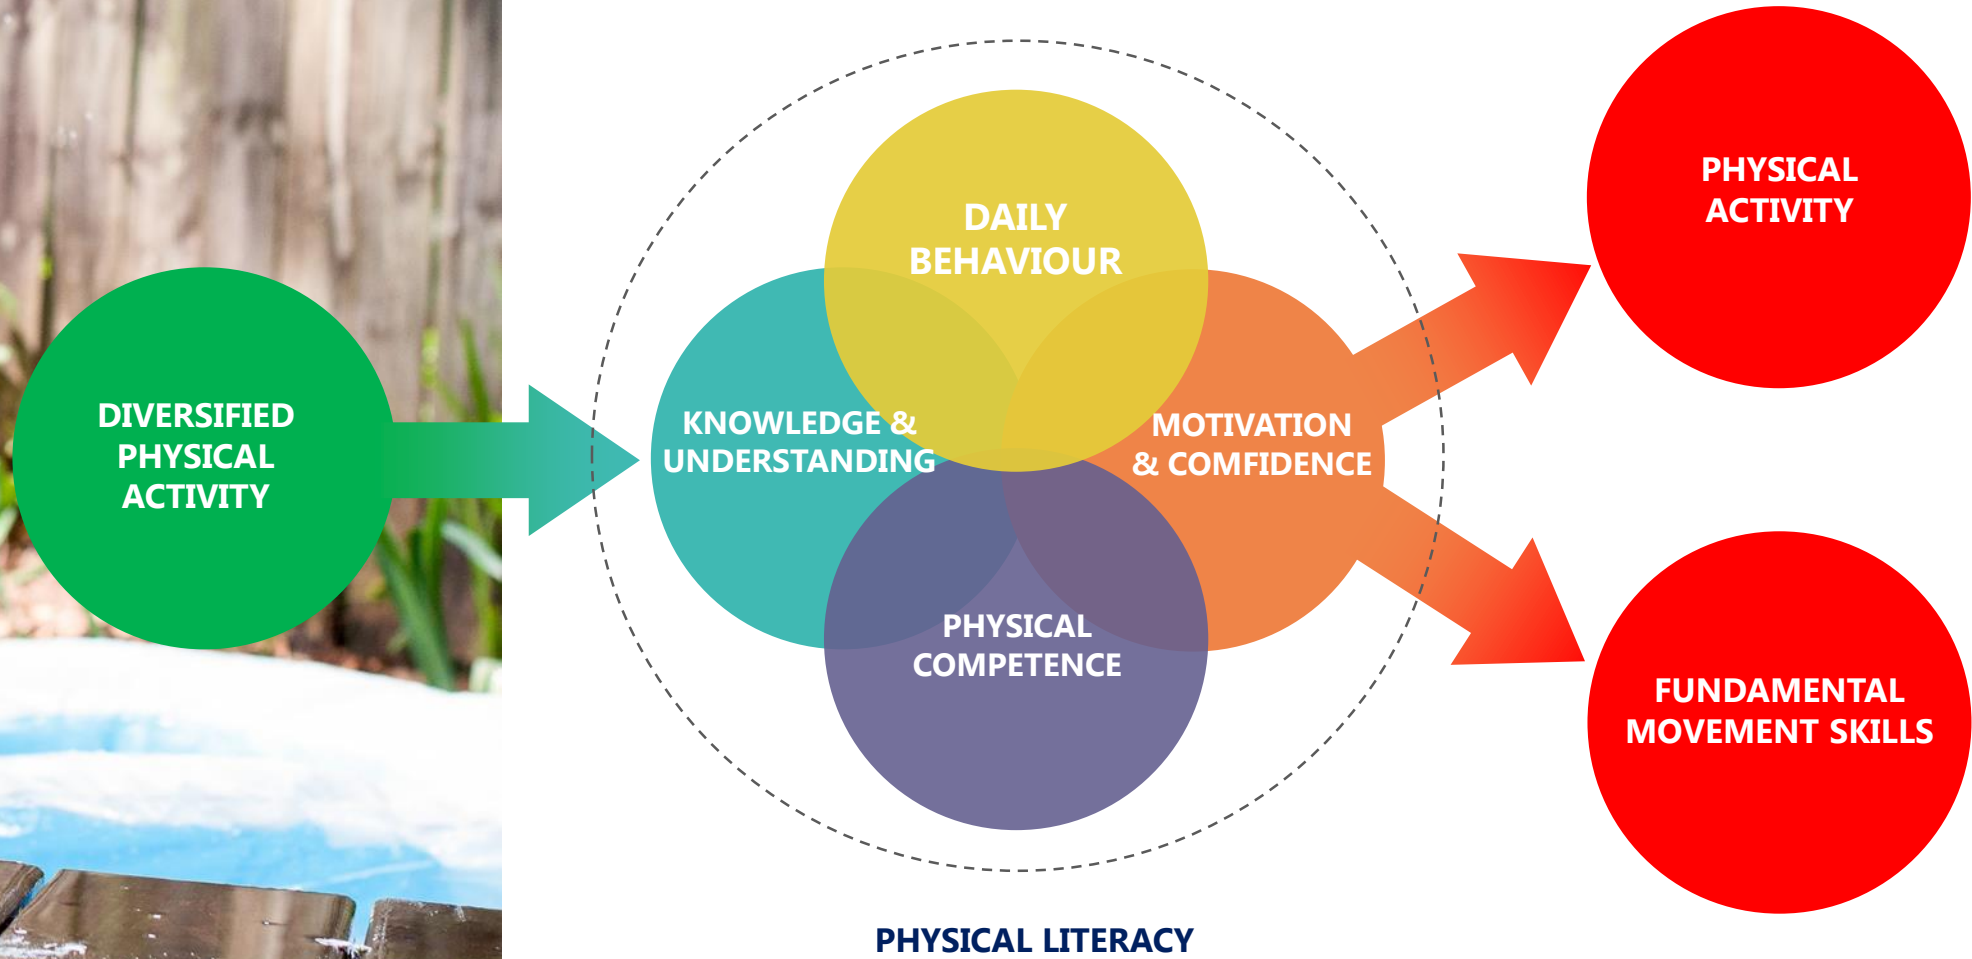 DIVERSIFIED
PHYSICAL
ACTIVITY
DAILY
BEHAVIOUR
KNOWLEDGE &
UNDERSTANDING
MOTIVATION
& COMFIDENCE
PHYSICAL
COMPETENCE
PHYSICAL
ACTIVITY
FUNDAMENTAL
MOVEMENT SKILLS
PHYSICAL LITERACY